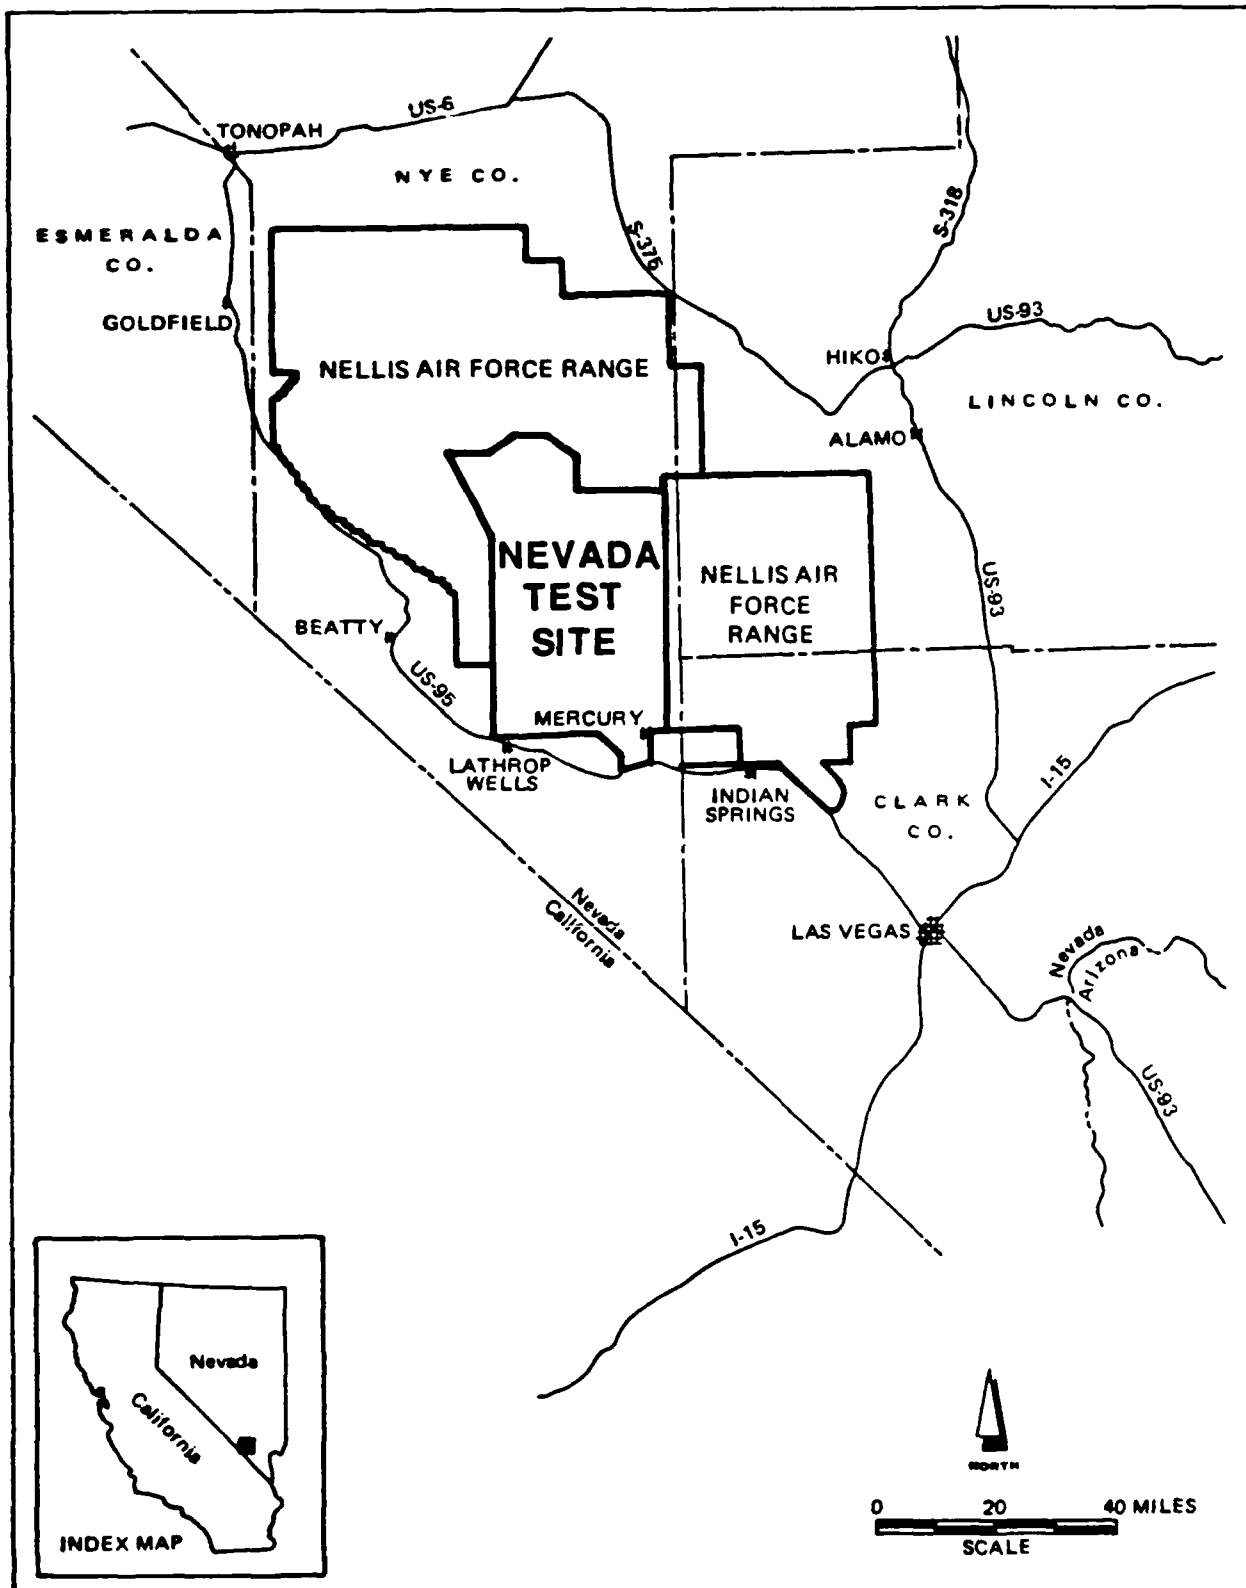 US-6
TONOPAH
NYE CO.
ESMERALDA
CO.
S-375
S-318
GOLDFIELD
US-93
HIKO
NELLIS AIR FORCE RANGE
LINCOLN CO.
ALAMO
NEVADA
TEST
SITE
NELLIS AIR
FORCE
RANGE
US-93
BEATTY
US-95
MERCURY
LATHROP
WELLS
INDIAN
SPRINGS
CLARK
CO.
I-15
Nevada
California
LAS VEGAS
Nevada
Arizona
US-93
I-15
Nevada
California
INDEX MAP
NORTH
0 20 40 MILES
SCALE